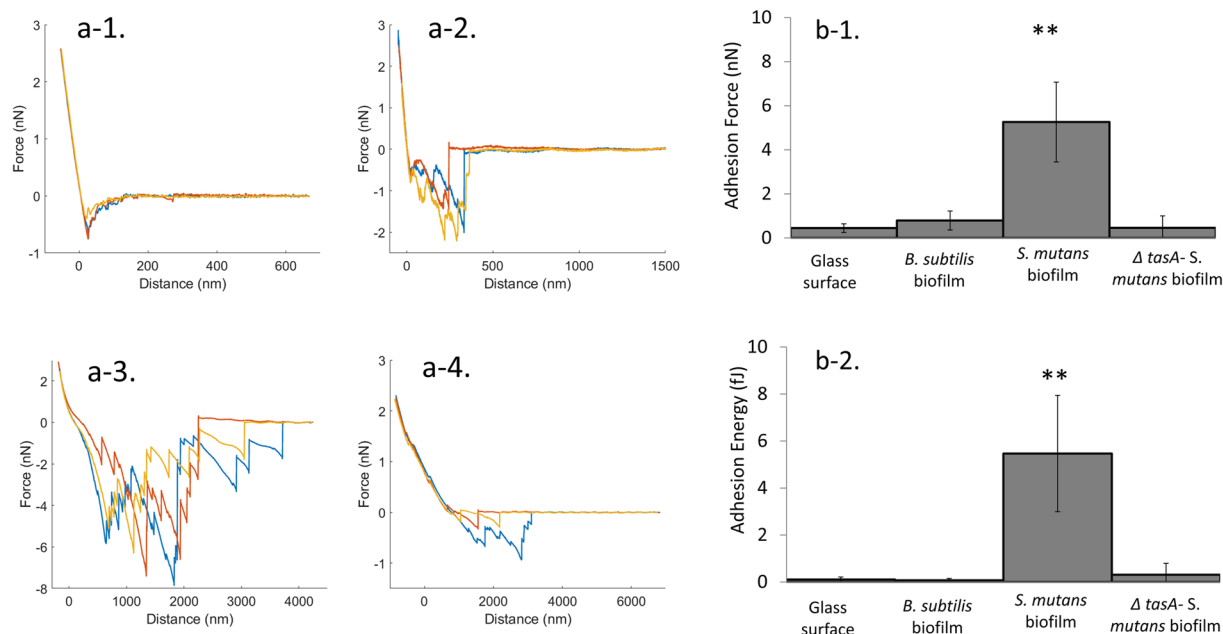 a-1.
3
2
1
0
-1
Force (nN)
0
200
400
600
Distance (nm)
a-2.
3
2
1
0
-1
-2
Force (nN)
0
500
1000
1500
Distance (nm)
b-1.
**
10
8
6
4
2
0
Adhesion Force (nN)
Glass
surface
B. subtilis
biofilm
S. mutans
biofilm
Δ tasA- S.
mutans biofilm
a-3.
2
0
-2
-4
-6
-8
Force (nN)
0
1000
2000
3000
4000
Distance (nm)
a-4.
3
2
1
0
-1
Force (nN)
0
2000
4000
6000
Distance (nm)
b-2.
**
10
8
6
4
2
0
Adhesion Energy (fJ)
Glass
surface
B. subtilis
biofilm
S. mutans
biofilm
Δ tasA- S.
mutans biofilm